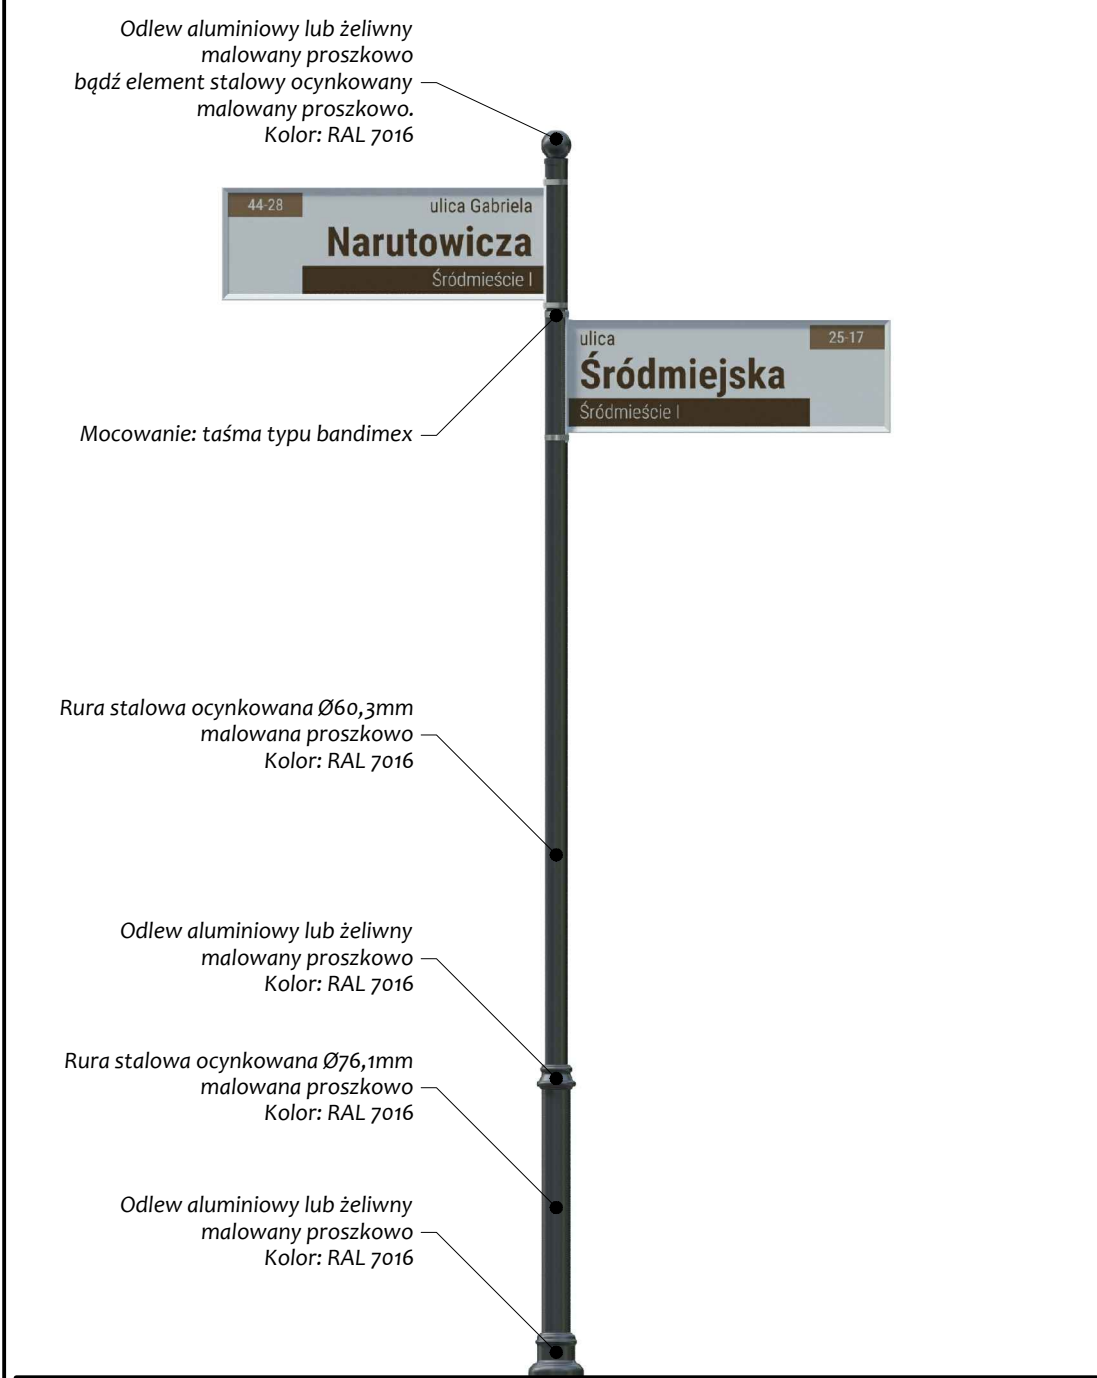 Odlew aluminiowy lub żeliwny
malowany proszkowo
bądź element stalowy ocynkowany
malowany proszkowo.
Kolor: RAL 7016
44-28
ulica Gabriela
Narutowicza
Śródmieście I
ulica
25-17
Śródmiejska
Śródmieście I
Mocowanie: taśma typu bandimex
Rura stalowa ocynkowana Ø60,3mm
malowana proszkowo
Kolor: RAL 7016
Odlew aluminiowy lub żeliwny
malowany proszkowo
Kolor: RAL 7016
Rura stalowa ocynkowana Ø76,1mm
malowana proszkowo
Kolor: RAL 7016
Odlew aluminiowy lub żeliwny
malowany proszkowo
Kolor: RAL 7016